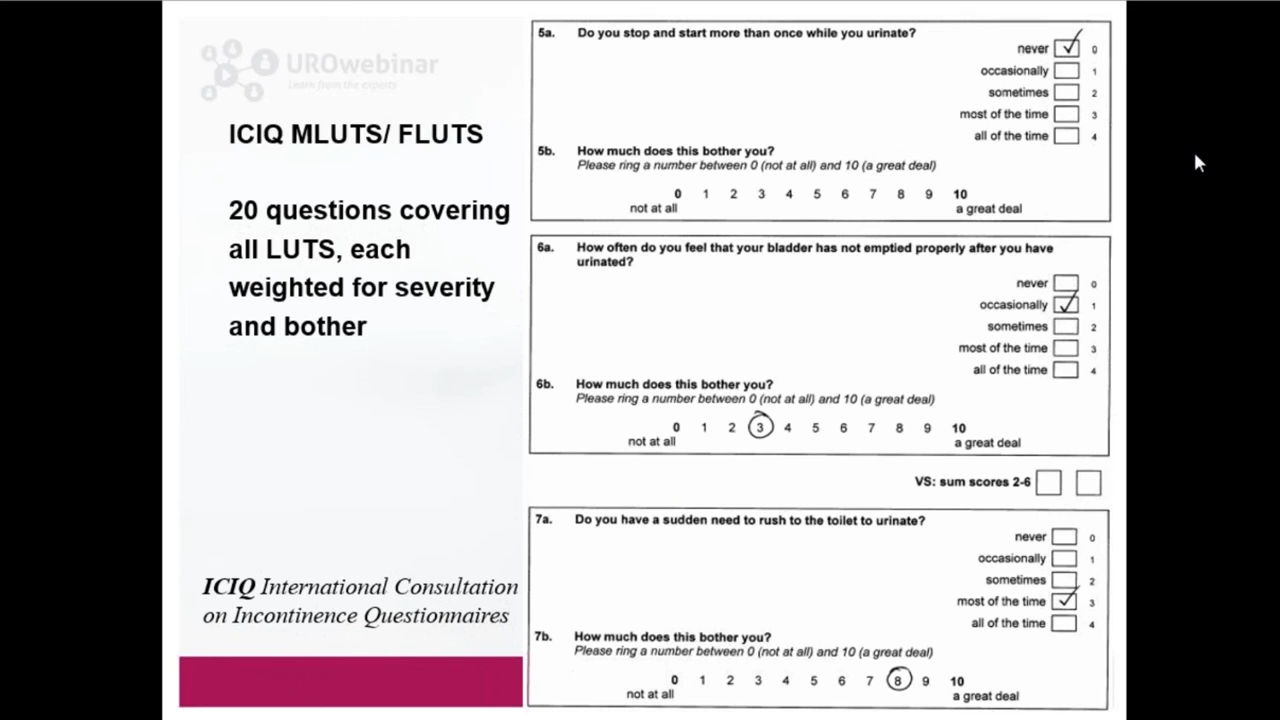 UROwebinar
Learn from the experts
ICIQ MLUTS/ FLUTS
20 questions covering
all LUTS, each
weighted for severity
and bother
ICIQ International Consultation
on Incontinence Questionnaires
5a. Do you stop and start more than once while you urinate?
never 0
occasionally 1
sometimes 2
most of the time 3
all of the time 4
5b. How much does this bother you?
Please ring a number between 0 (not at all) and 10 (a great deal)
0 1 2 3 4 5 6 7 8 9 10
not at all a great deal
6a. How often do you feel that your bladder has not emptied properly after you have
urinated?
never 0
occasionally 1
sometimes 2
most of the time 3
all of the time 4
6b. How much does this bother you?
Please ring a number between 0 (not at all) and 10 (a great deal)
0 1 2 3 4 5 6 7 8 9 10
not at all a great deal
VS: sum scores 2-6
7a. Do you have a sudden need to rush to the toilet to urinate?
never 0
occasionally 1
sometimes 2
most of the time 3
all of the time 4
7b. How much does this bother you?
Please ring a number between 0 (not at all) and 10 (a great deal)
0 1 2 3 4 5 6 7 8 9 10
not at all a great deal